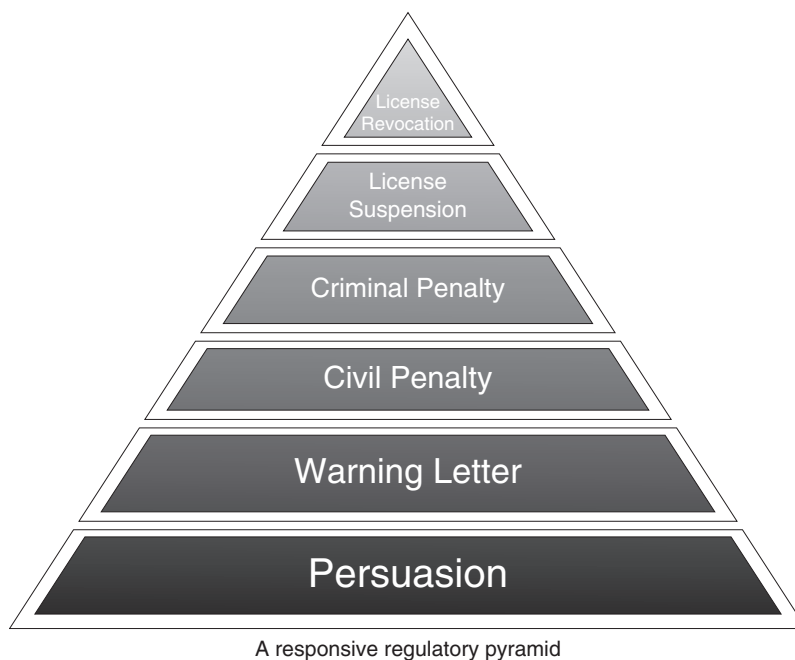 License
Revocation
License
Suspension
Criminal Penalty
Civil Penalty
Warning Letter
Persuasion
A responsive regulatory pyramid